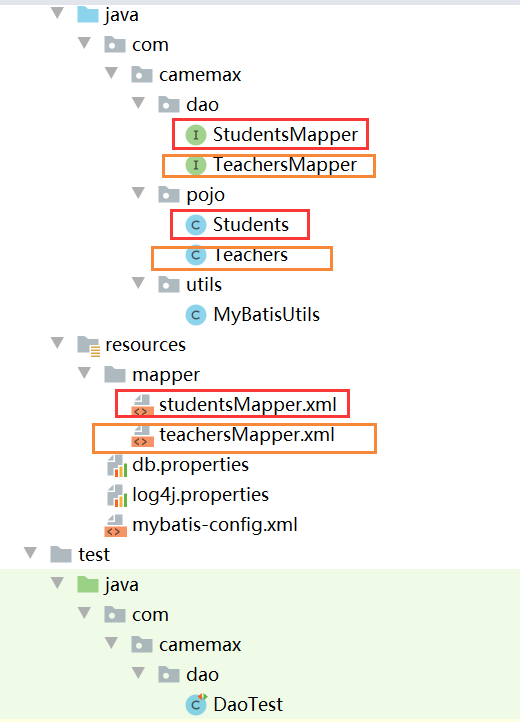 java
com
camemax
dao
I StudentsMapper
I TeachersMapper
pojo
C Students
C Teachers
utils
C MyBatisUtils
resources
mapper
<> studentsMapper.xml
<> teachersMapper.xml
db.properties
log4j.properties
<> mybatis-config.xml
test
java
com
camemax
dao
C DaoTest